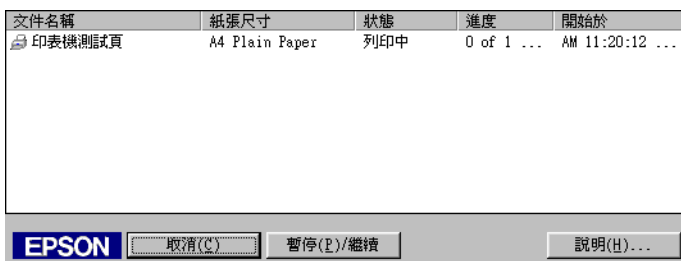 文件名稱 紙張尺寸 狀態 進度 開始於
印表機測試頁 A4 Plain Paper 列印中 0 of 1 ... AM 11:20:12 ...
EPSON 取消(C) 暫停(P)/繼續 說明(H)...